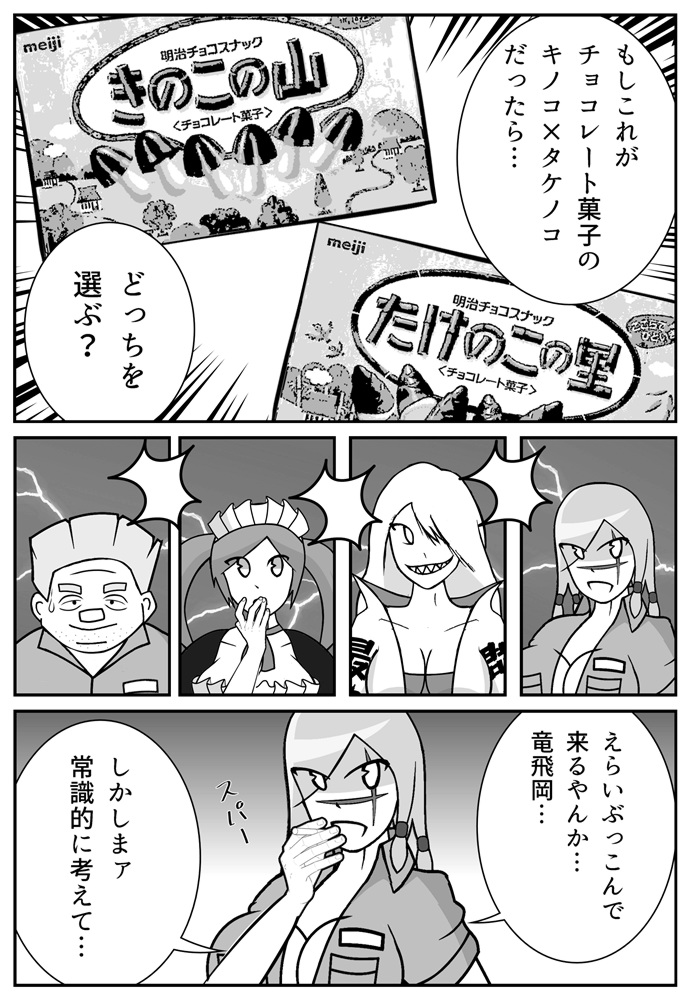 もしこれが
チョコレート菓子の
キノコ×タケノコ
だったら…
meiji
明治チョコスナック
きのこの山
<チョコレート菓子>
meiji
明治チョコスナック
たけのこの里
<チョコレート菓子>
どっちを
選ぶ？
えらいぶっこんで
来るやんか…
竜飛岡…
スパー
しかしまァ
常識的に考えて…